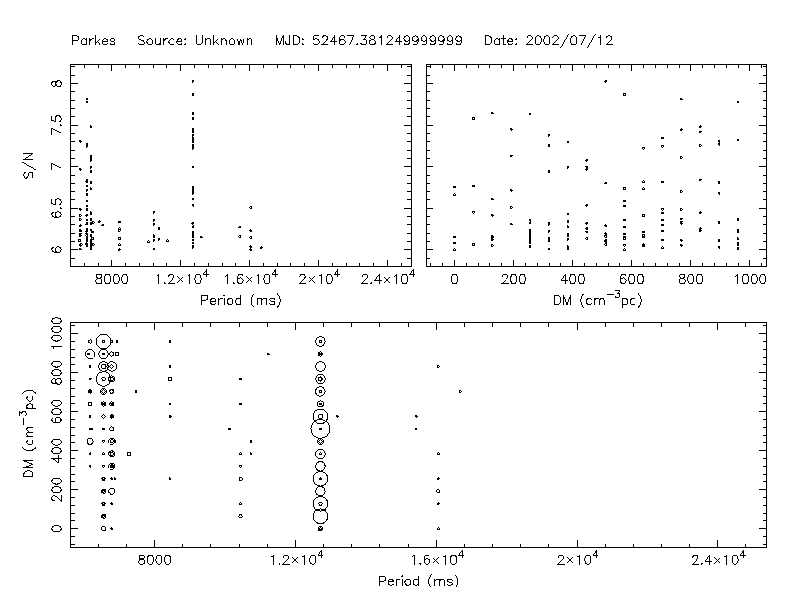 Parkes Source: Unknown MJD: 52467.381249999999 Date: 2002/07/12
S/N
8
7.5
7
6.5
6
8000 1.2×10⁴ 1.6×10⁴ 2×10⁴ 2.4×10⁴
Period (ms)
0 200 400 600 800 1000
DM (cm⁻³pc)
DM (cm⁻³pc)
1000
800
600
400
200
0
8000 1.2×10⁴ 1.6×10⁴ 2×10⁴ 2.4×10⁴
Period (ms)